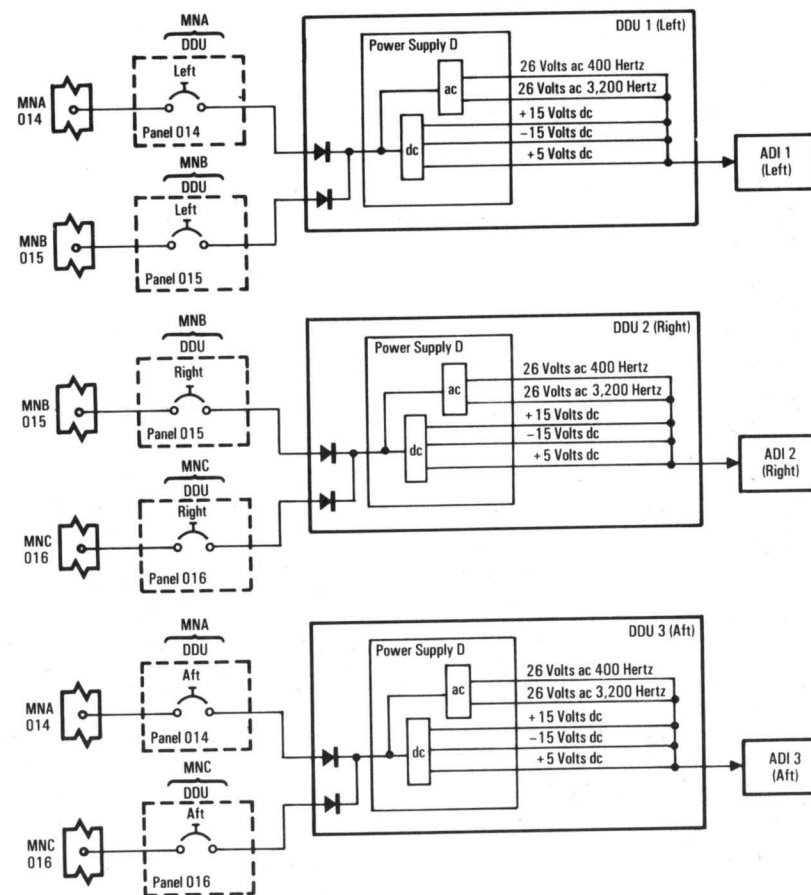 MNA
DDU
Left
MNA
014
Panel 014
MNB
DDU
Left
MNB
015
Panel 015
DDU 1 (Left)
Power Supply D
ac
dc
26 Volts ac 400 Hertz
26 Volts ac 3,200 Hertz
+15 Volts dc
−15 Volts dc
+5 Volts dc
ADI 1
(Left)
MNB
DDU
Right
MNB
015
Panel 015
MNC
DDU
Right
MNC
016
Panel 016
DDU 2 (Right)
Power Supply D
ac
dc
26 Volts ac 400 Hertz
26 Volts ac 3,200 Hertz
+15 Volts dc
−15 Volts dc
+5 Volts dc
ADI 2
(Right)
MNA
DDU
Aft
MNA
014
Panel 014
MNC
DDU
Aft
MNC
016
Panel 016
DDU 3 (Aft)
Power Supply D
ac
dc
26 Volts ac 400 Hertz
26 Volts ac 3,200 Hertz
+15 Volts dc
−15 Volts dc
+5 Volts dc
ADI 3
(Aft)